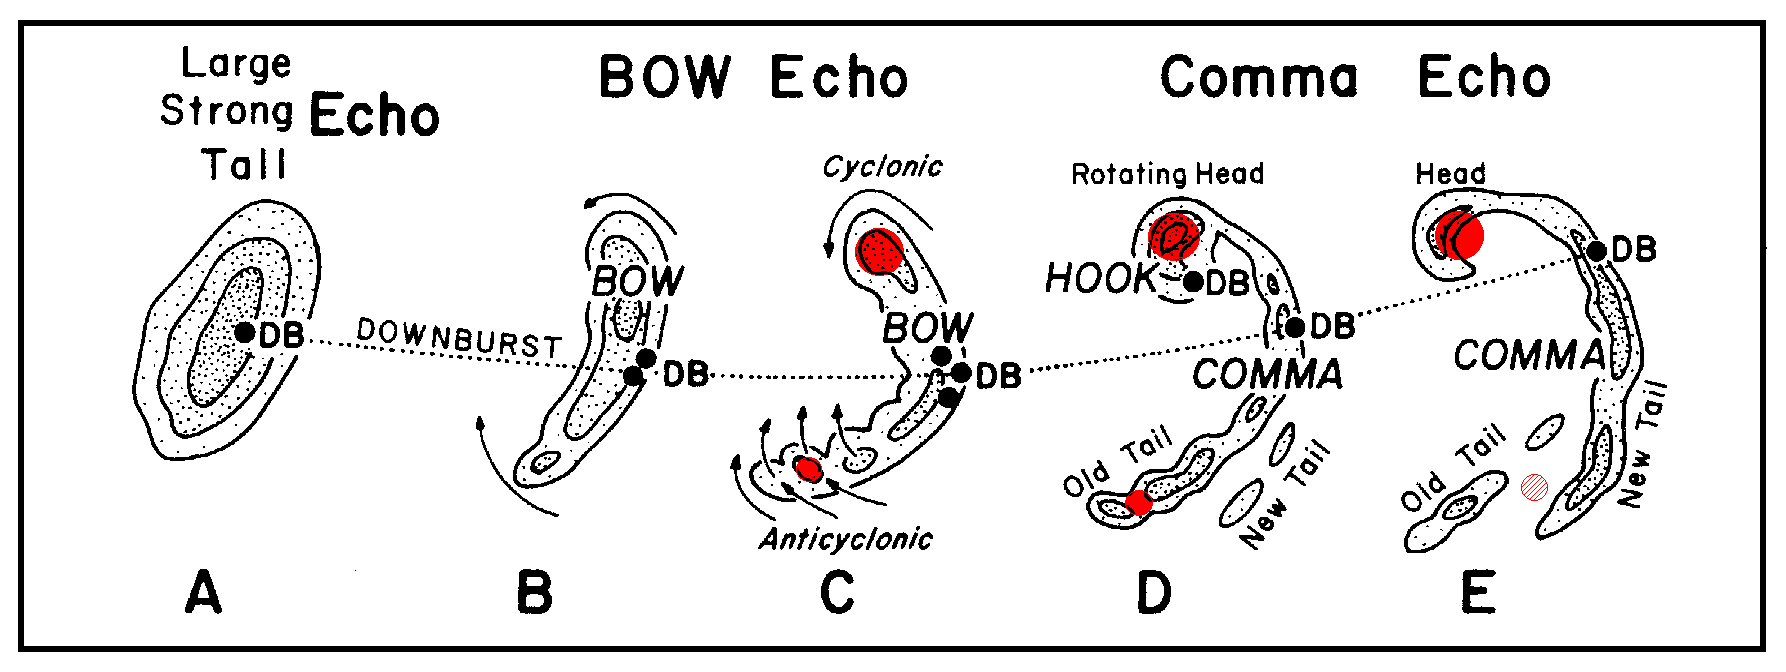 Large
Strong Echo
Tall
BOW Echo
Comma Echo
Cyclonic
Rotating Head
Head
BOW
HOOK
DB
DB
DB
DOWNBURST
BOW
DB
DB
DB
COMMA
COMMA
Old Tail
New Tail
Old Tail
New Tail
Anticyclonic
A B C D E